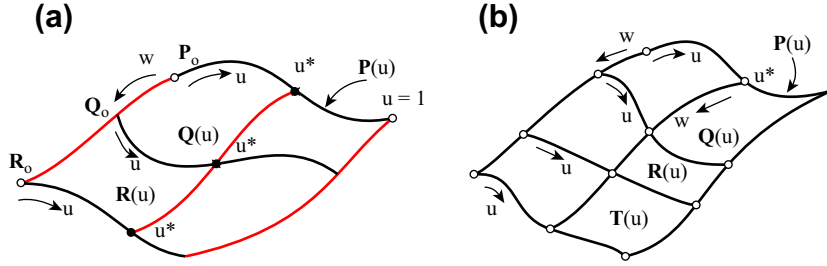 (a)
P₀
w
u
u*
P(u)
u = 1
Q₀
u
Q(u)
u*
R₀
u
R(u)
u*
(b)
w
u
P(u)
u*
u
w
Q(u)
u
R(u)
u
T(u)